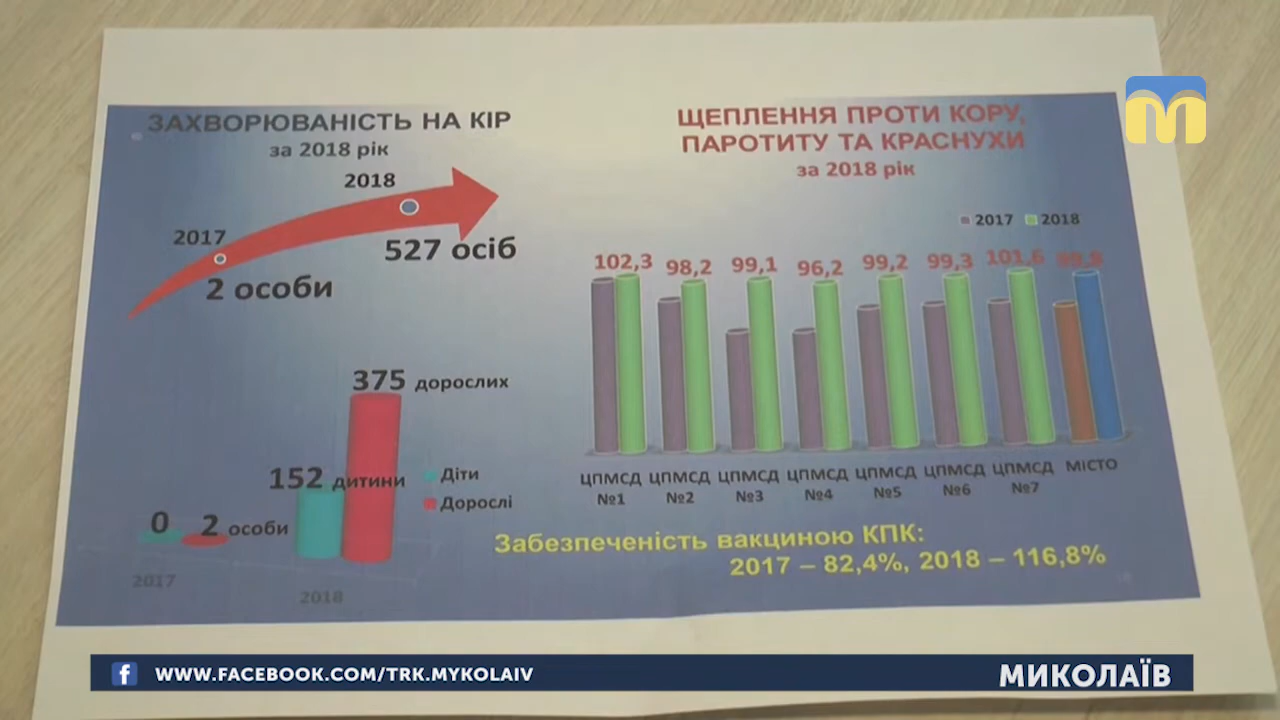 ЗАХВОРЮВАНІСТЬ НА КІР
за 2018 рік
2018
2017
527 осіб
2 особи
375 дорослих
152 дитини
Діти
Дорослі
0
2 особи
2017
2018
ЩЕПЛЕННЯ ПРОТИ КОРУ,
ПАРОТИТУ ТА КРАСНУХИ
за 2018 рік
2017 2018
102,3 98,2 99,1 96,2 99,2 99,3 101,6
ЦПМСД ЦПМСД ЦПМСД ЦПМСД ЦПМСД ЦПМСД ЦПМСД МІСТО
№1 №2 №3 №4 №5 №6 №7
Забезпеченість вакциною КПК:
2017 – 82,4%, 2018 – 116,8%
WWW.FACEBOOK.COM/TRK.MYKOLAIV
МИКОЛАЇВ